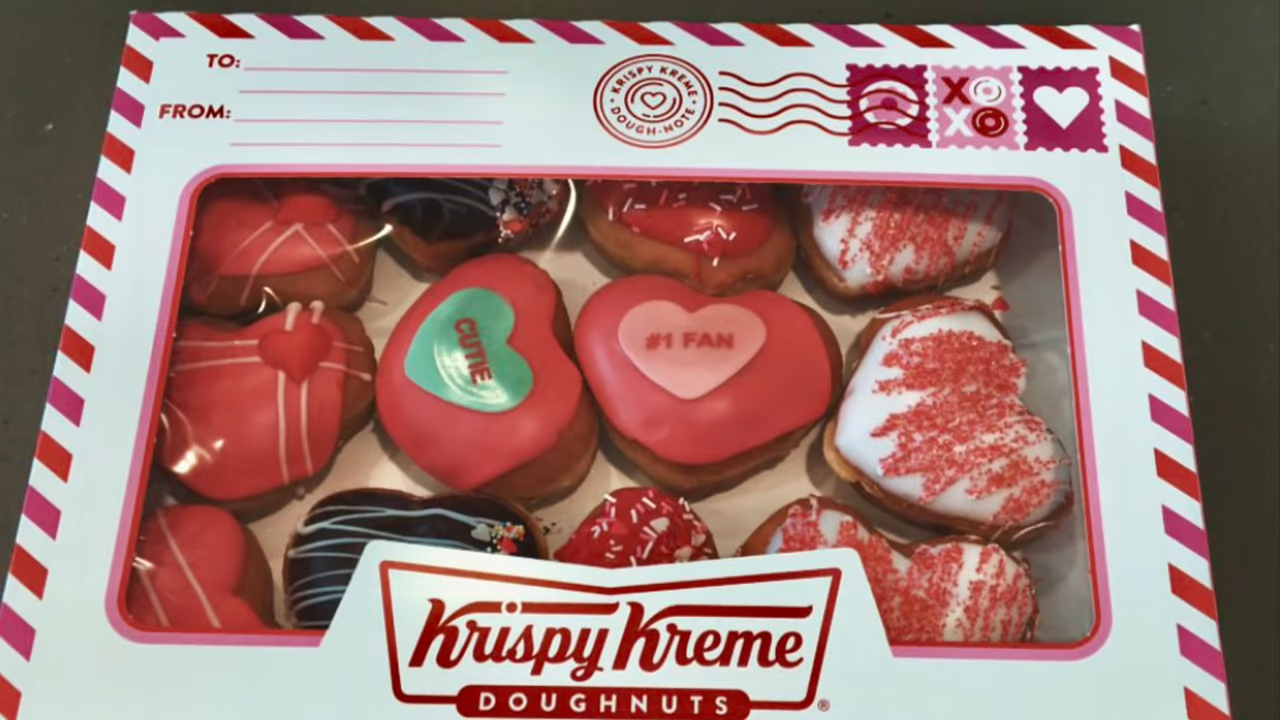 TO:
FROM:
KRISPY KREME
DOUGH-NOTE
XO
XO
CUTIE
#1 FAN
Krispy Kreme
DOUGHNUTS
®